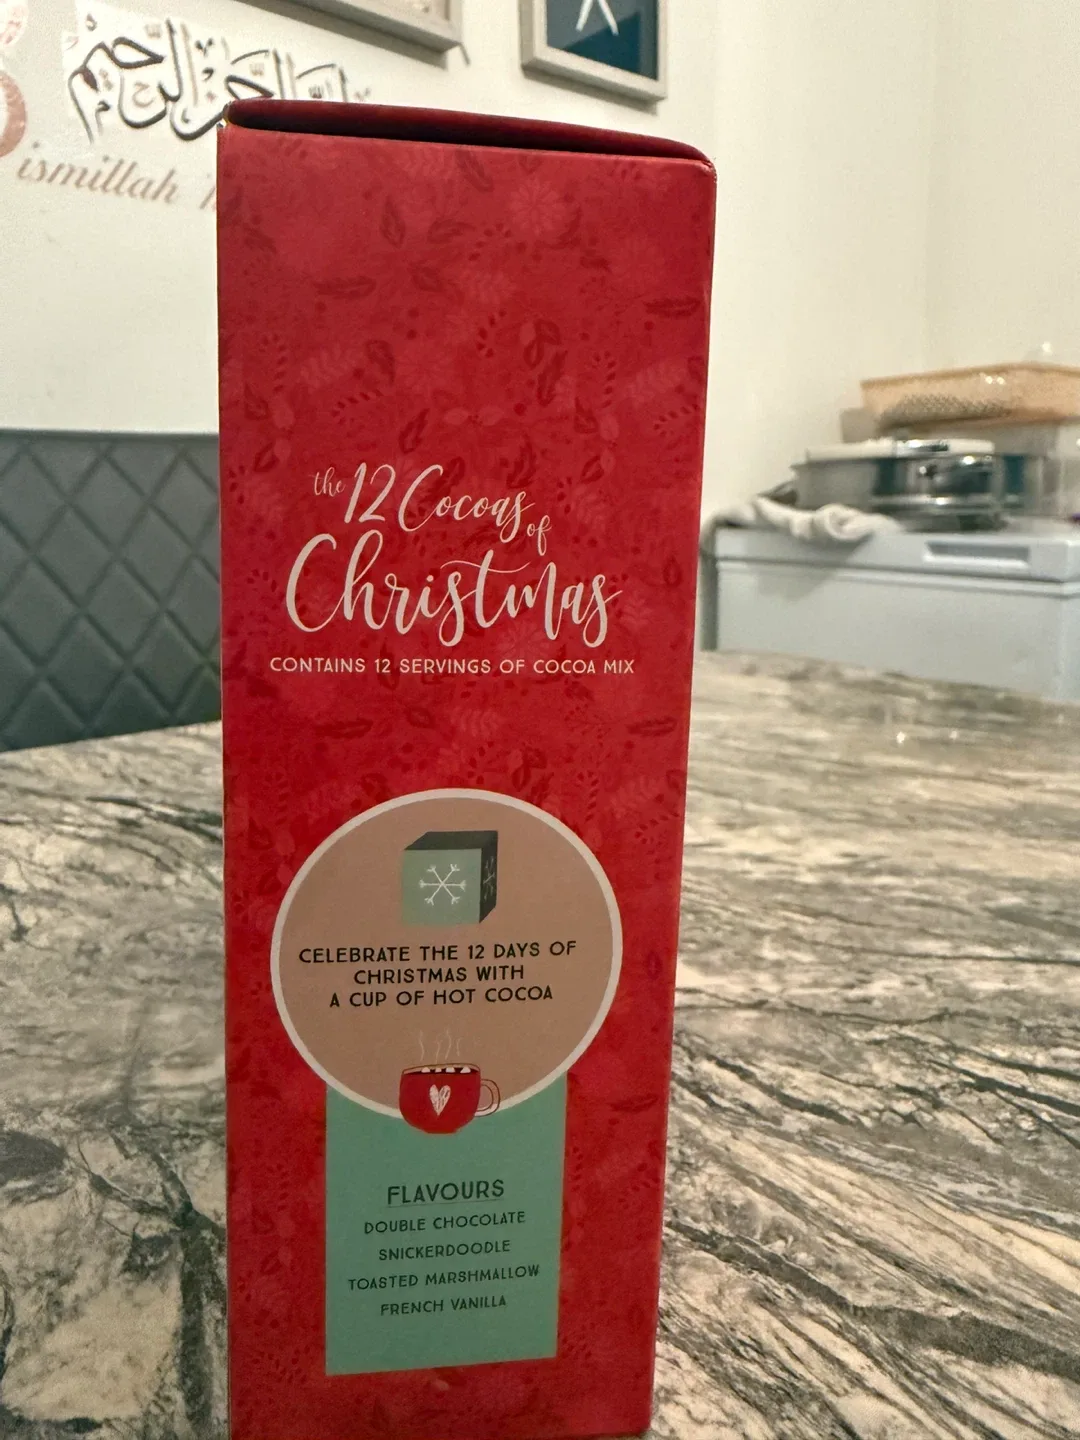 الرحمن الرحيم
ismillah
the 12 Cocoas
of
Christmas
CONTAINS 12 SERVINGS OF COCOA MIX
CELEBRATE THE 12 DAYS OF
CHRISTMAS WITH
A CUP OF HOT COCOA
FLAVOURS
DOUBLE CHOCOLATE
SNICKERDOODLE
TOASTED MARSHMALLOW
FRENCH VANILLA